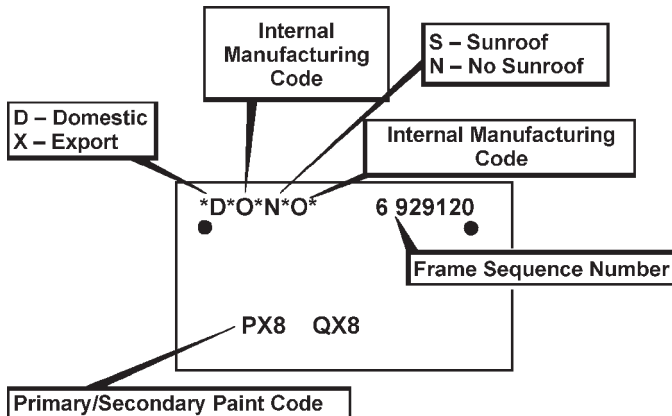 Internal
Manufacturing
Code
S – Sunroof
N – No Sunroof
D – Domestic
X – Export
Internal Manufacturing
Code
*D*O*N*O* 6 929120
Frame Sequence Number
PX8 QX8
Primary/Secondary Paint Code